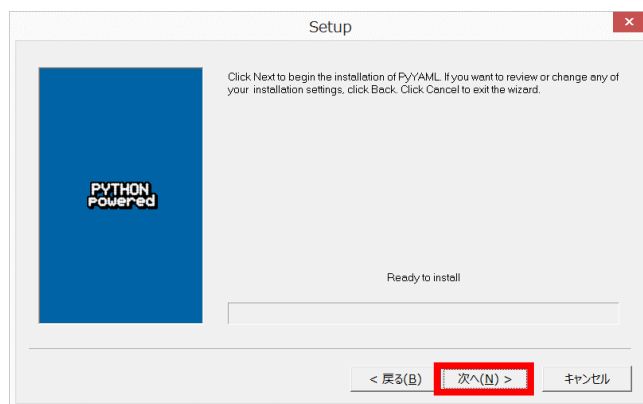 Setup
×
Click Next to begin the installation of PyYAML. If you want to review or change any of
your installation settings, click Back. Click Cancel to exit the wizard.
PYTHON
Powered
Ready to install
< 戻る(B)
次へ(N) >
キャンセル